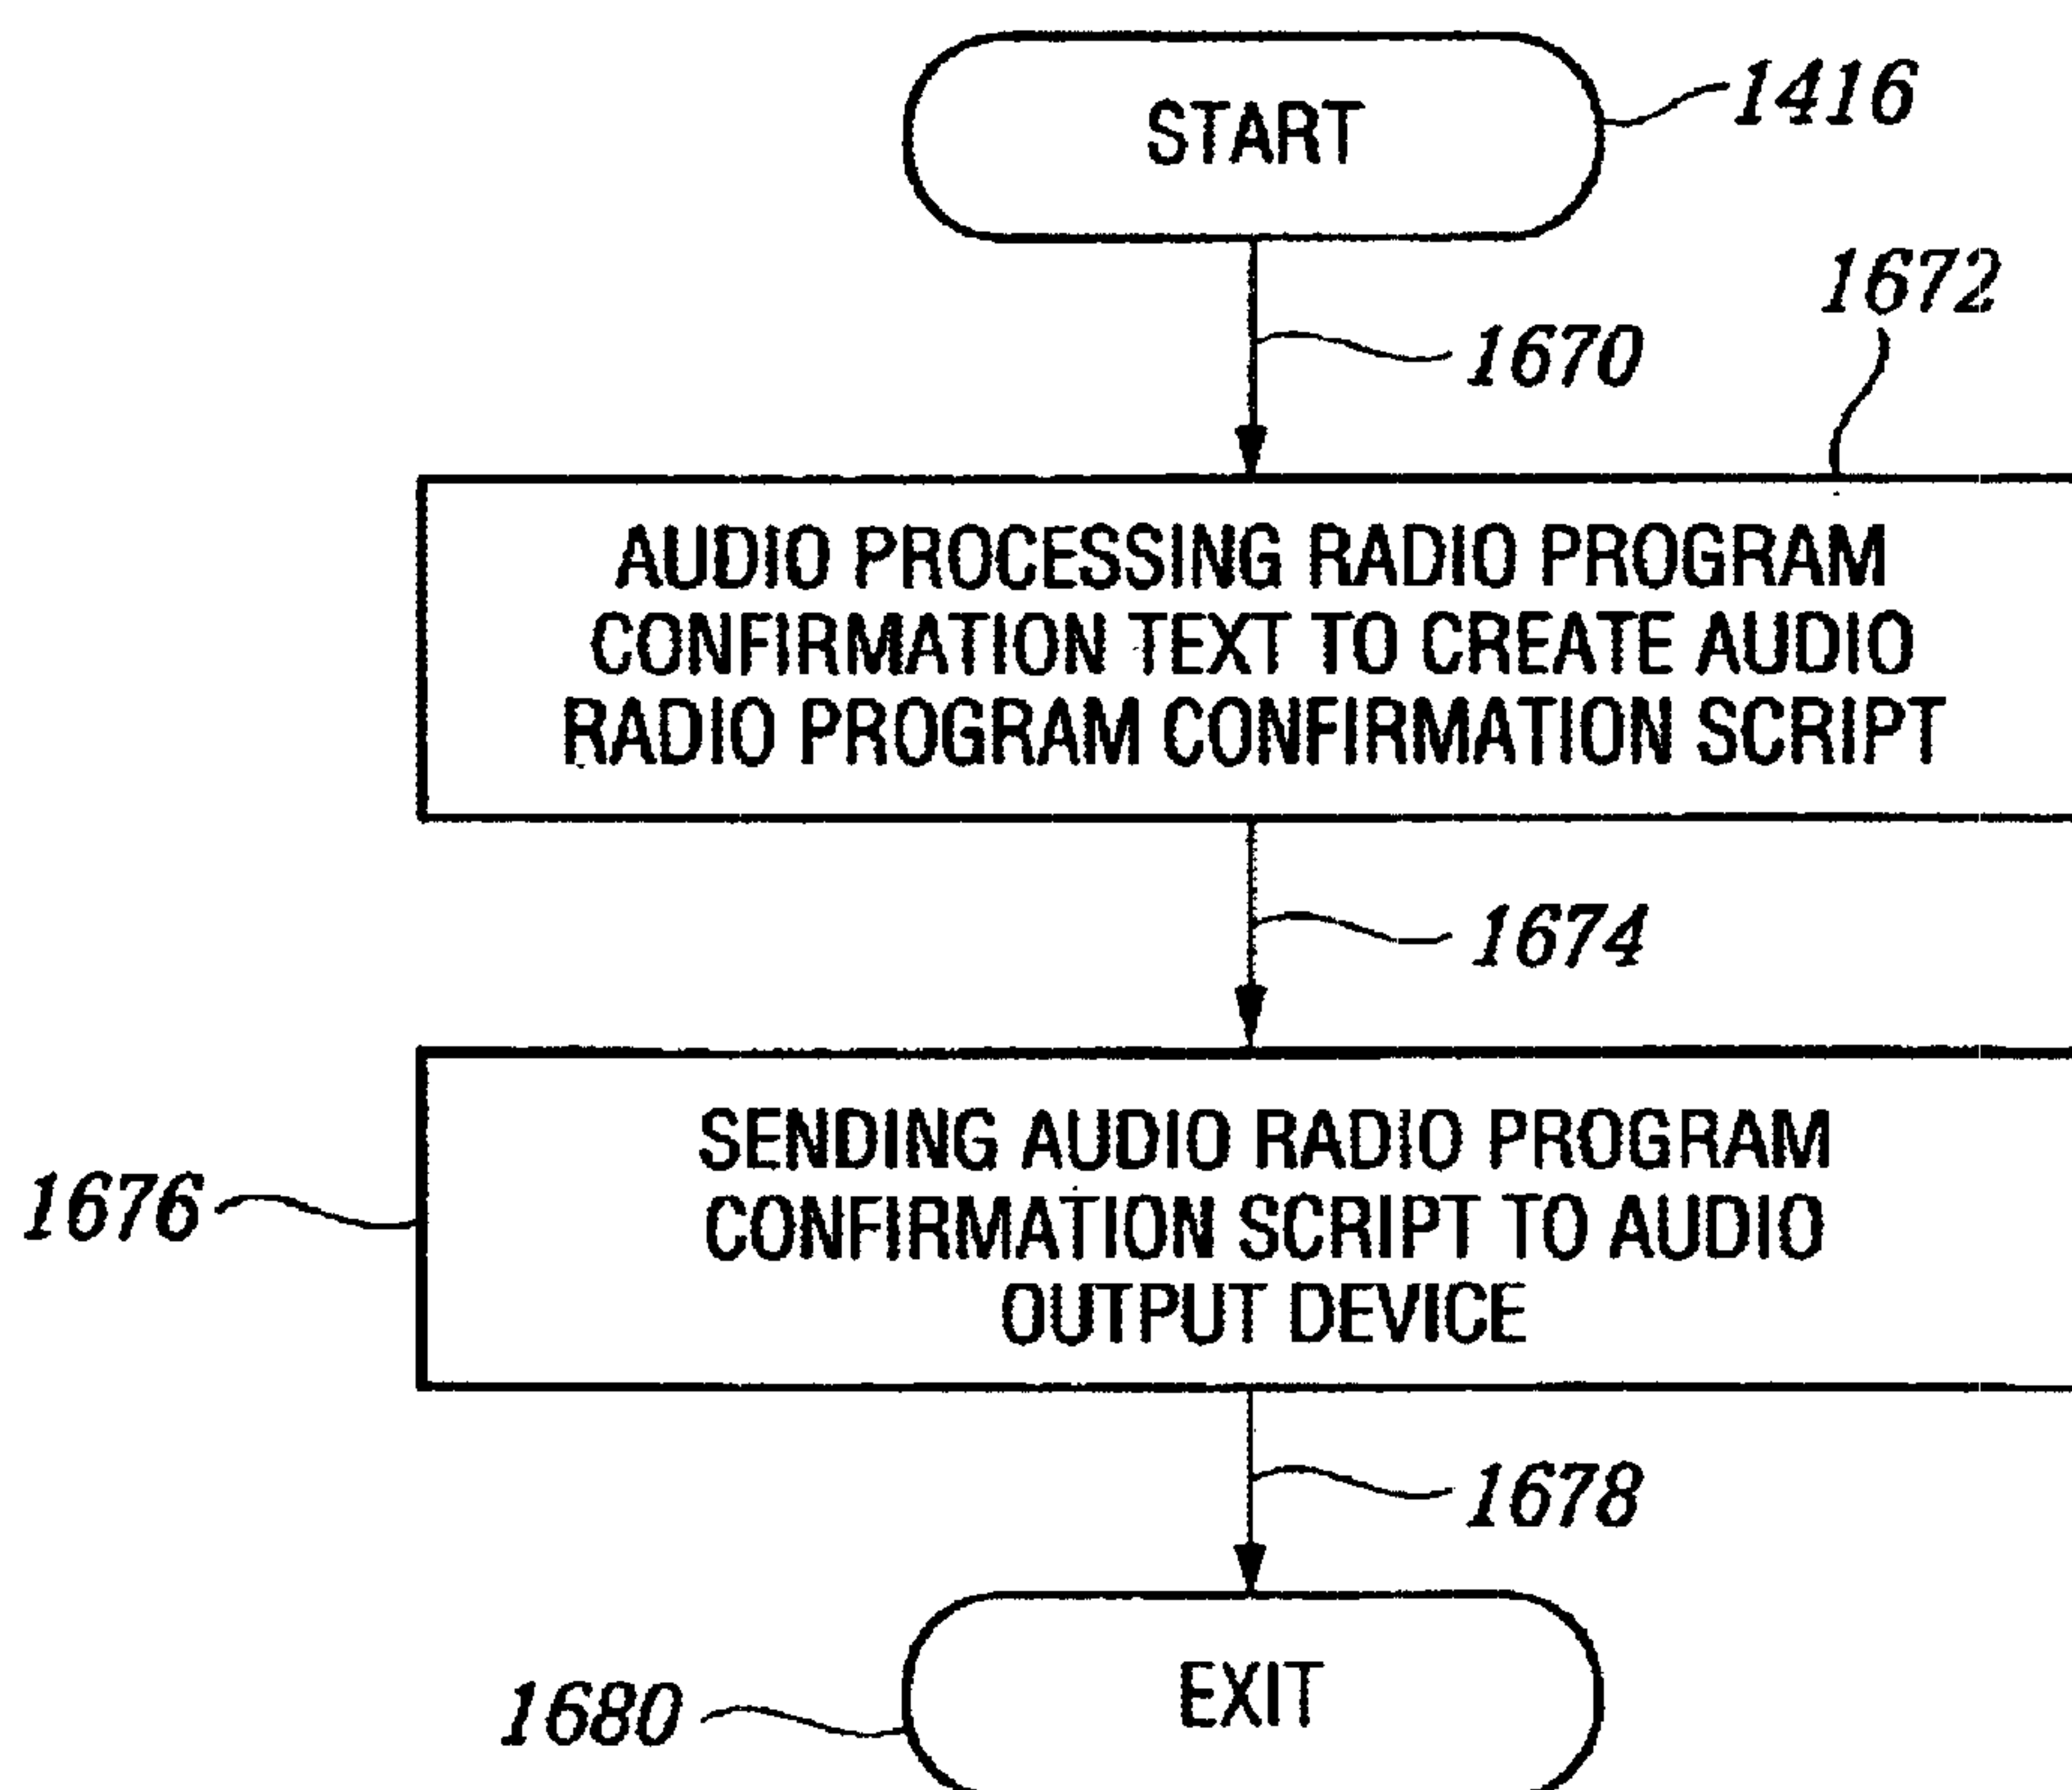 START
1416
1672
1670
AUDIO PROCESSING RADIO PROGRAM
CONFIRMATION TEXT TO CREATE AUDIO
RADIO PROGRAM CONFIRMATION SCRIPT
1674
SENDING AUDIO RADIO PROGRAM
1676
CONFIRMATION SCRIPT TO AUDIO
OUTPUT DEVICE
1678
EXIT
1680